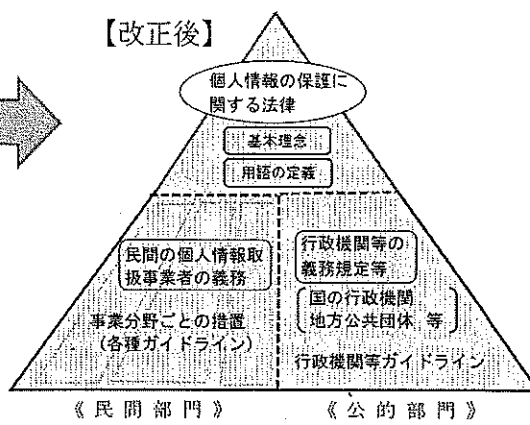 【改正後】
個人情報の保護に
関する法律
基本理念
用語の定義
民間の個人情報取
扱事業者の義務
事業分野ごとの措置
（各種ガイドライン）
行政機関等の
義務規定等
国の行政機関
地方公共団体 等
行政機関等ガイドライン
《民間部門》
《公的部門》